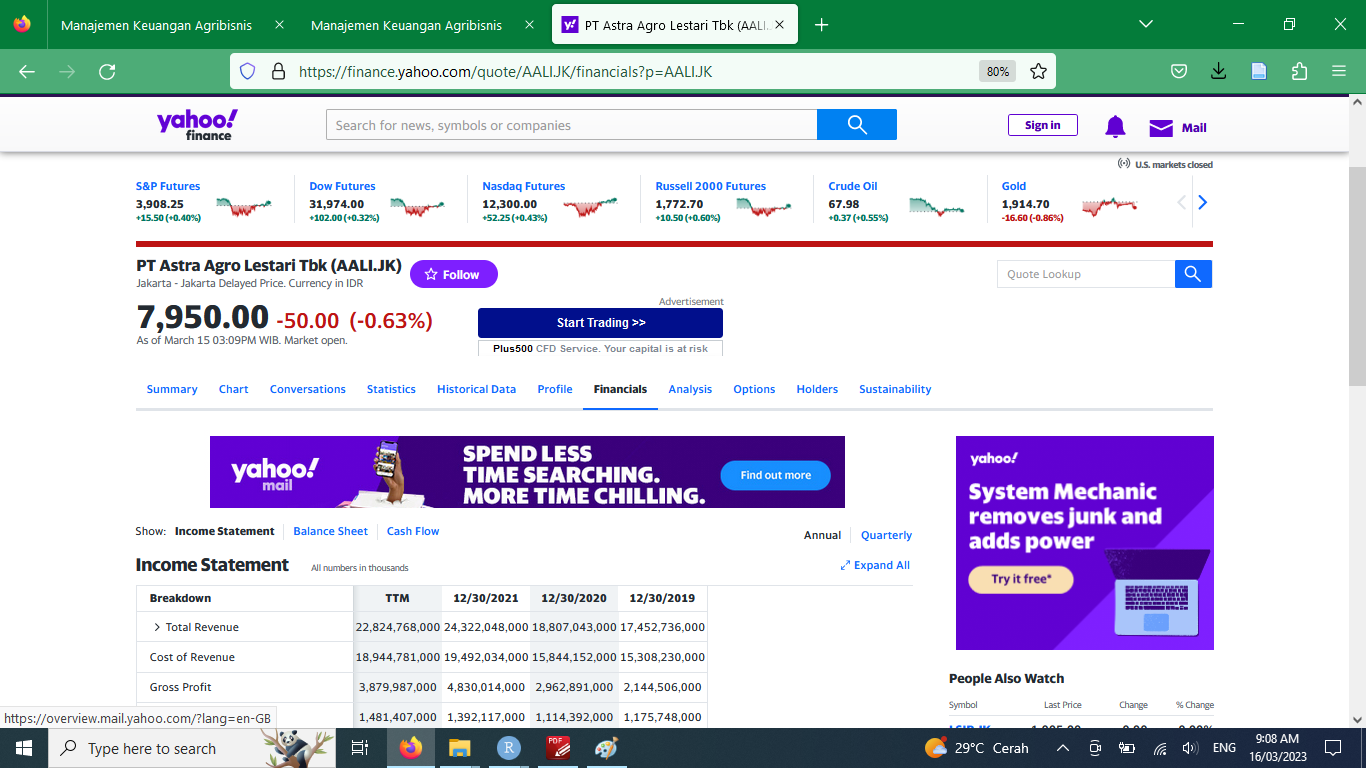 Manajemen Keuangan Agribisnis
Manajemen Keuangan Agribisnis
y! PT Astra Agro Lestari Tbk (AALI.
https://finance.yahoo.com/quote/AALI.JK/financials?p=AALI.JK
80%
yahoo!
finance
Search for news, symbols or companies
Sign in
Mail
U.S. markets closed
S&P Futures Dow Futures Nasdaq Futures Russell 2000 Futures Crude Oil Gold
3,908.25 31,974.00 12,300.00 1,772.70 67.98 1,914.70
+15.50 (+0.40%) +102.00 (+0.32%) +52.25 (+0.43%) +10.50 (+0.60%) +0.37 (+0.55%) -16.60 (-0.86%)
PT Astra Agro Lestari Tbk (AALI.JK)
Follow
Jakarta - Jakarta Delayed Price. Currency in IDR
Quote Lookup
7,950.00 -50.00 (-0.63%)
As of March 15 03:09PM WIB. Market open.
Advertisement
Start Trading >>
Plus500 CFD Service. Your capital is at risk
Summary Chart Conversations Statistics Historical Data Profile Financials Analysis Options Holders Sustainability
yahoo!
mail
SPEND LESS
TIME SEARCHING.
MORE TIME CHILLING.
Find out more
yahoo!
System Mechanic
removes junk and
adds power
Try it free*
Show: Income Statement Balance Sheet Cash Flow
Annual Quarterly
Income Statement All numbers in thousands
Expand All
Breakdown TTM 12/30/2021 12/30/2020 12/30/2019
Total Revenue 22,824,768,000 24,322,048,000 18,807,043,000 17,452,736,000
Cost of Revenue 18,944,781,000 19,492,034,000 15,844,152,000 15,308,230,000
Gross Profit 3,879,987,000 4,830,014,000 2,962,891,000 2,144,506,000
1,481,407,000 1,392,117,000 1,114,392,000 1,175,748,000
People Also Watch
Symbol Last Price Change % Change
https://overview.mail.yahoo.com/?lang=en-GB
Type here to search
R
PDF
29°C Cerah
ENG
9:08 AM
16/03/2023